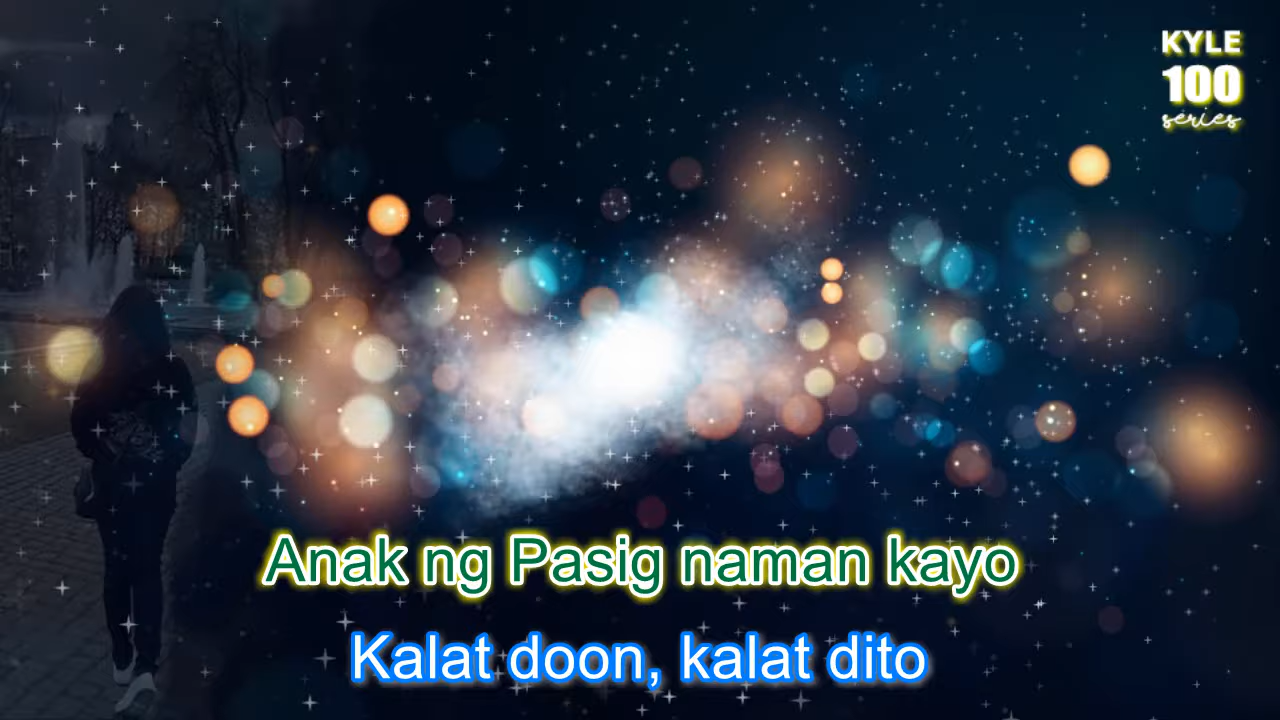 KYLE
100
series
Anak ng Pasig naman kayo
Kalat doon, kalat dito